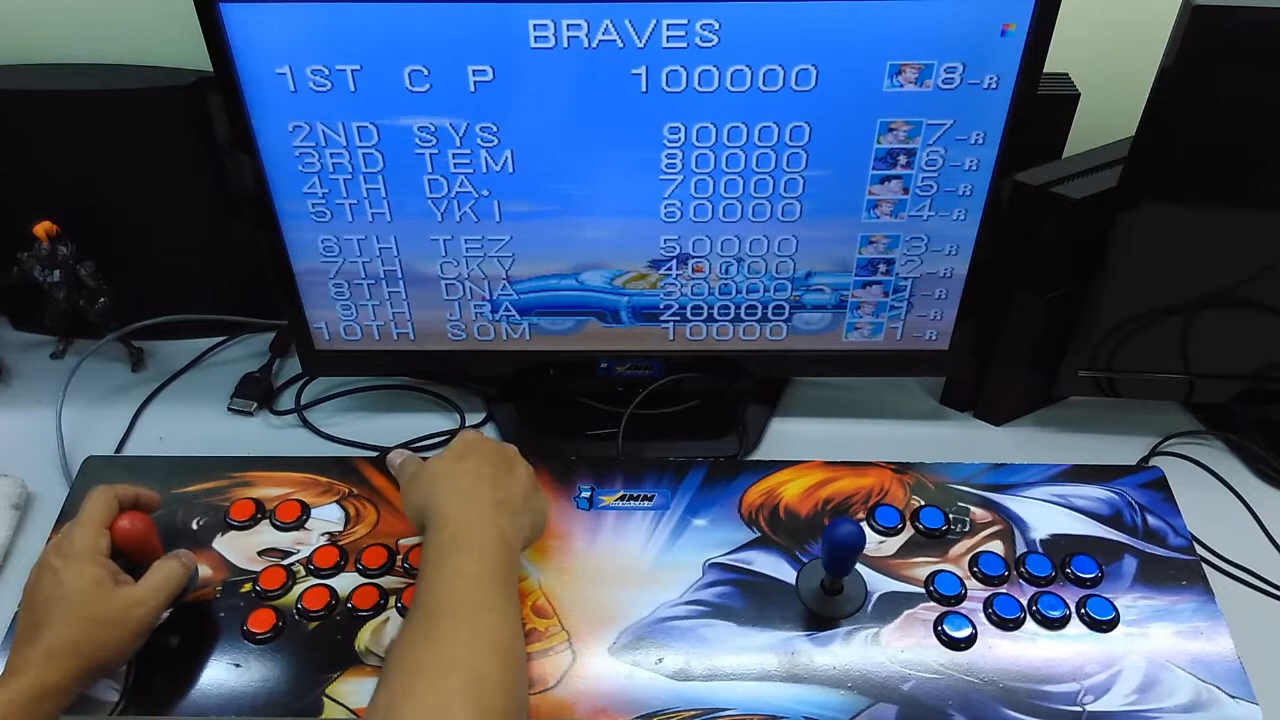 BRAVES
1ST C P 100000 8-R
2ND SYS 90000 7-R
3RD TEM 80000 6-R
4TH DA. 70000 5-R
5TH YKI 60000 4-R
6TH TEZ 50000 3-R
7TH CKY 40000 2-R
8TH DNA 30000 1-R
9TH JRA 20000 1-R
10TH SOM 10000 1-R